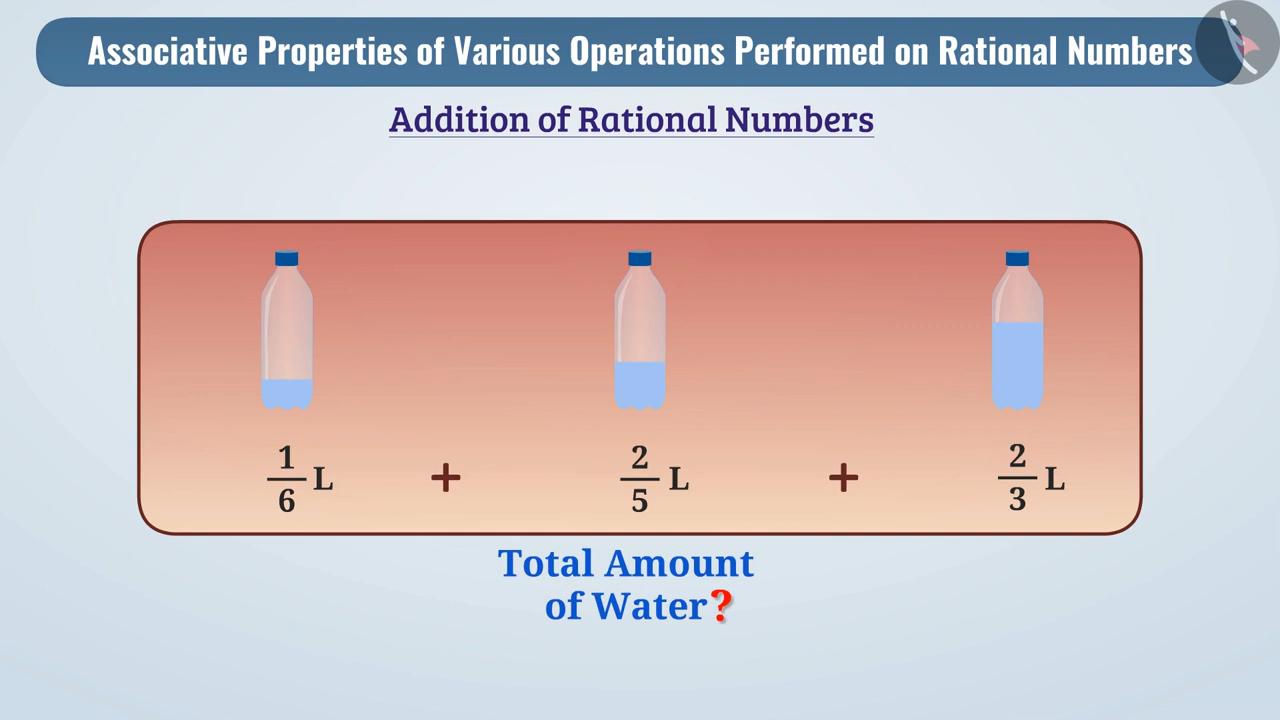 Associative Properties of Various Operations Performed on Rational Numbers
Addition of Rational Numbers
1/6 L + 2/5 L + 2/3 L
Total Amount
of Water?